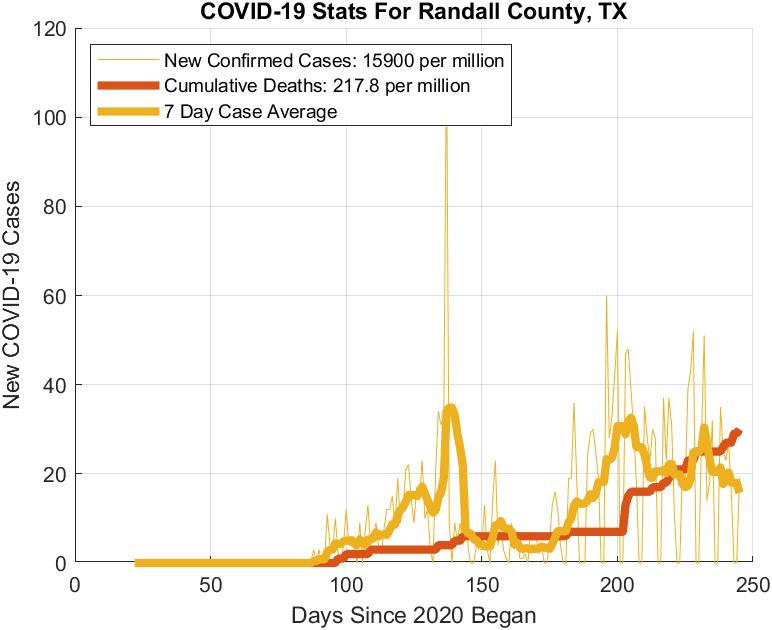 COVID-19 Stats For Randall County, TX
New Confirmed Cases: 15900 per million
Cumulative Deaths: 217.8 per million
7 Day Case Average
New COVID-19 Cases
120
100
80
60
40
20
0
0 50 100 150 200 250
Days Since 2020 Began